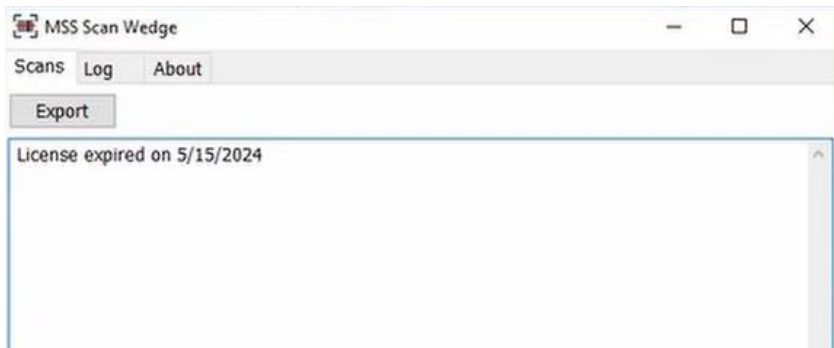 MSS Scan Wedge
Scans Log About
Export
License expired on 5/15/2024